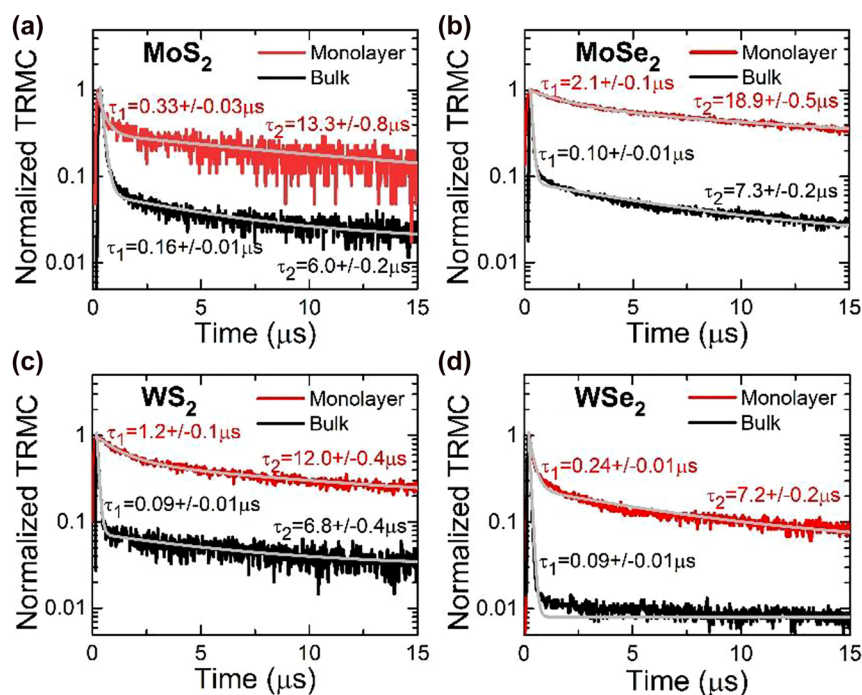 (a)
MoS2
Monolayer
Bulk
τ1=0.33+/-0.03μs
τ2=13.3+/-0.8μs
τ1=0.16+/-0.01μs
τ2=6.0+/-0.2μs
Normalized TRMC
1
0.1
0.01
0 5 10 15
Time (μs)
(b)
MoSe2
Monolayer
Bulk
τ1=2.1+/-0.1μs
τ2=18.9+/-0.5μs
τ1=0.10+/-0.01μs
τ2=7.3+/-0.2μs
Normalized TRMC
1
0.1
0.01
0 5 10 15
Time (μs)
(c)
WS2
Monolayer
Bulk
τ1=1.2+/-0.1μs
τ2=12.0+/-0.4μs
τ1=0.09+/-0.01μs
τ2=6.8+/-0.4μs
Normalized TRMC
1
0.1
0.01
0 5 10 15
Time (μs)
(d)
WSe2
Monolayer
Bulk
τ1=0.24+/-0.01μs
τ2=7.2+/-0.2μs
τ1=0.09+/-0.01μs
Normalized TRMC
1
0.1
0.01
0 5 10 15
Time (μs)